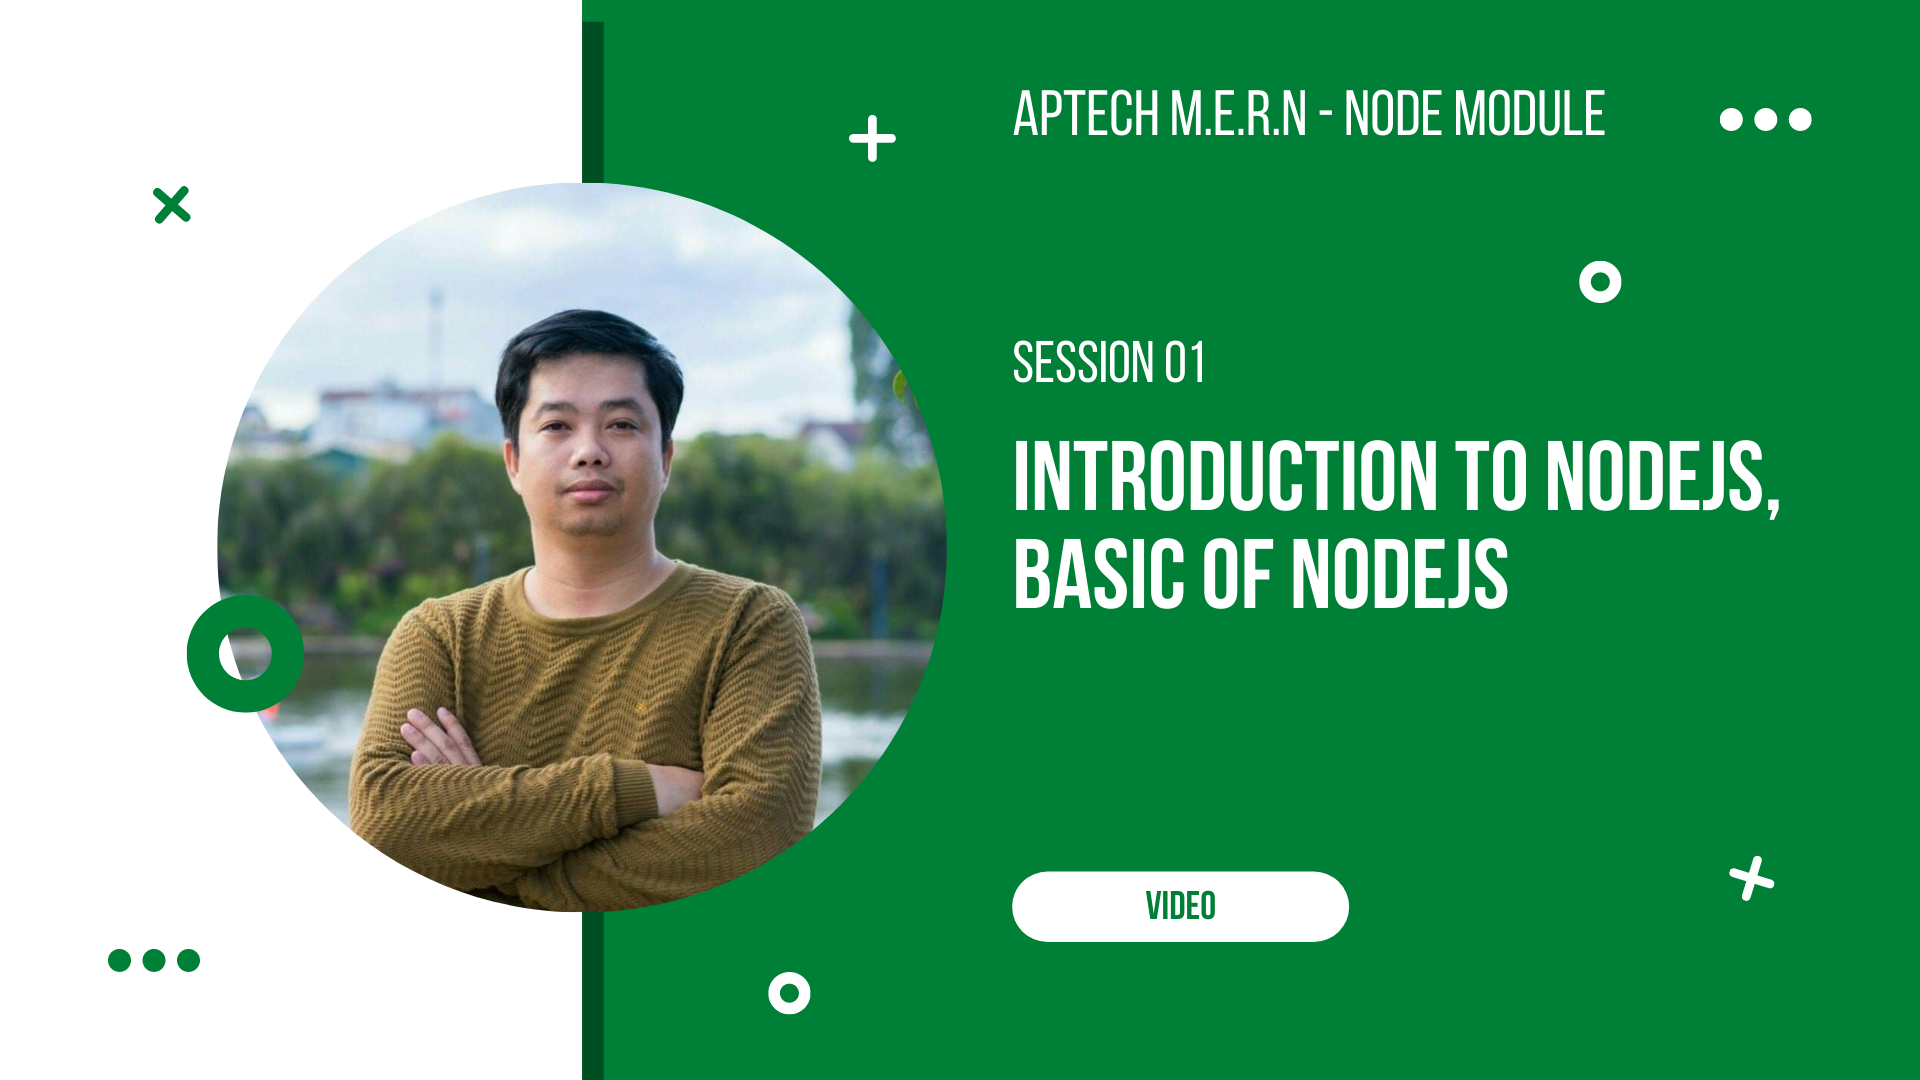 APTECH M.E.R.N - NODE MODULE
SESSION 01
INTRODUCTION TO NODEJS,
BASIC OF NODEJS
VIDEO